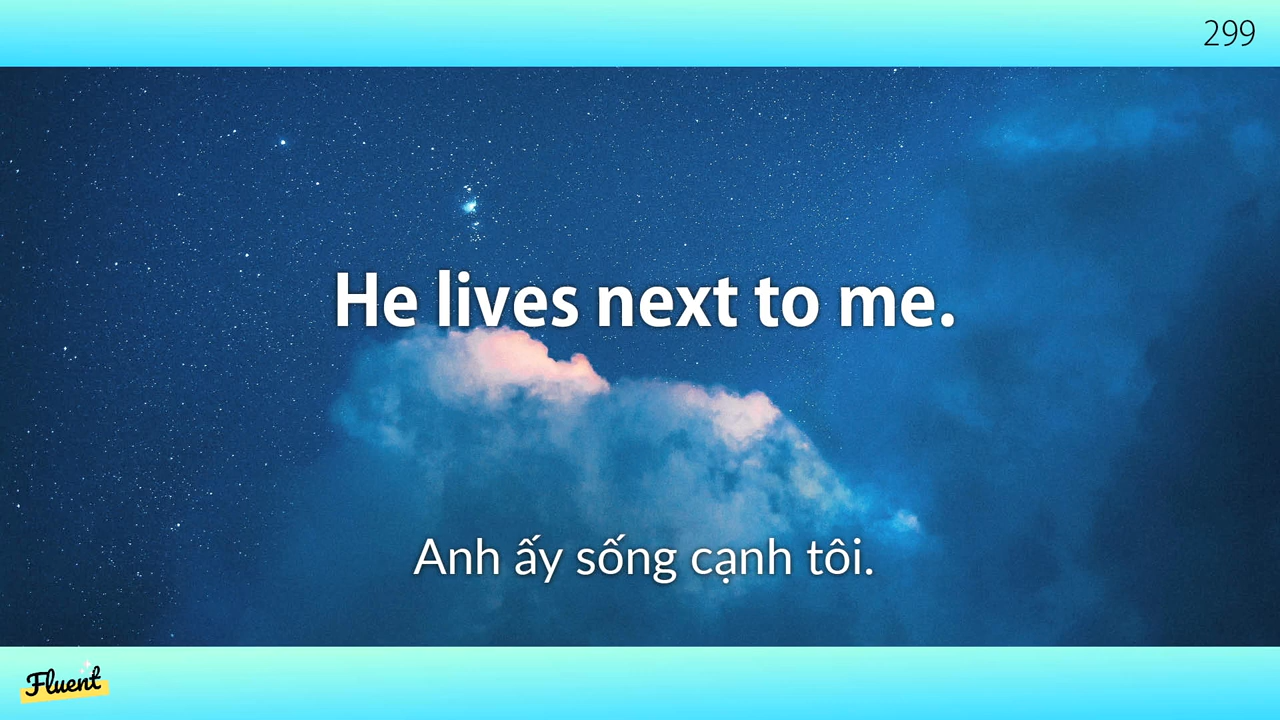 299
He lives next to me.
Anh ấy sống cạnh tôi.
Fluent